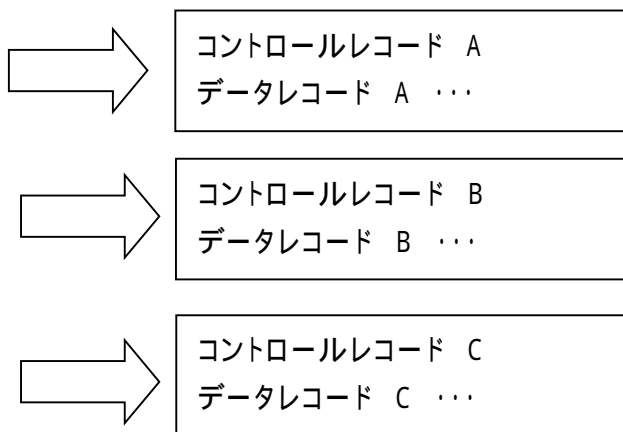 コントロールレコード A
データレコード A ･･･
コントロールレコード B
データレコード B ･･･
コントロールレコード C
データレコード C ･･･